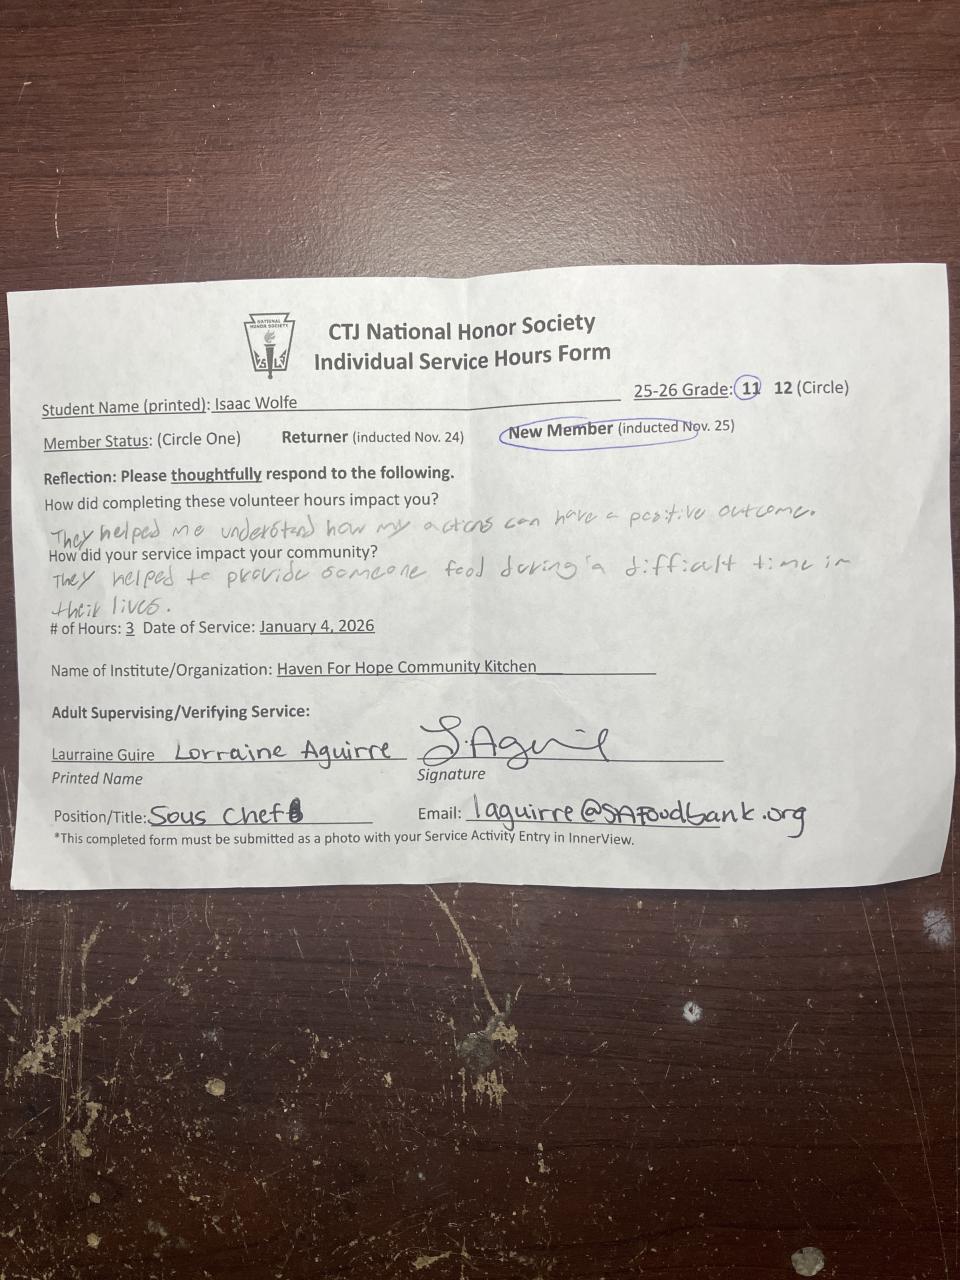 NATIONAL
HONOR SOCIETY
CTJ National Honor Society
Individual Service Hours Form
Student Name (printed): Isaac Wolfe
25-26 Grade: 11 12 (Circle)
Member Status: (Circle One) Returner (inducted Nov. 24) New Member (inducted Nov. 25)
Reflection: Please thoughtfully respond to the following.
How did completing these volunteer hours impact you?
They helped me understand how my actions can have a positive outcome.
How did your service impact your community?
They helped to provide someone food during a difficult time in
their lives.
# of Hours: 3 Date of Service: January 4, 2026
Name of Institute/Organization: Haven For Hope Community Kitchen
Adult Supervising/Verifying Service:
Laurraine Guire Lorraine Aguirre
Printed Name
Signature
Position/Title: Sous Chef
Email: laguirre@SAFoodbank.org
*This completed form must be submitted as a photo with your Service Activity Entry in InnerView.